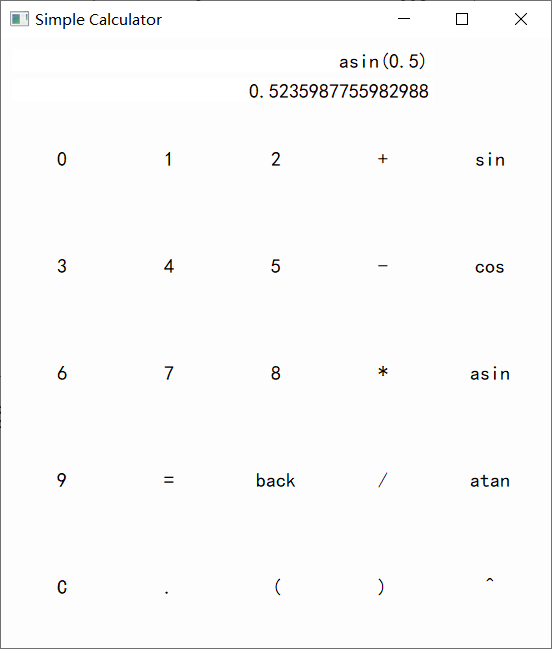 Simple Calculator
asin(0.5)
0.5235987755982988
0 1 2 + sin
3 4 5 - cos
6 7 8 * asin
9 = back / atan
C . ( ) ^